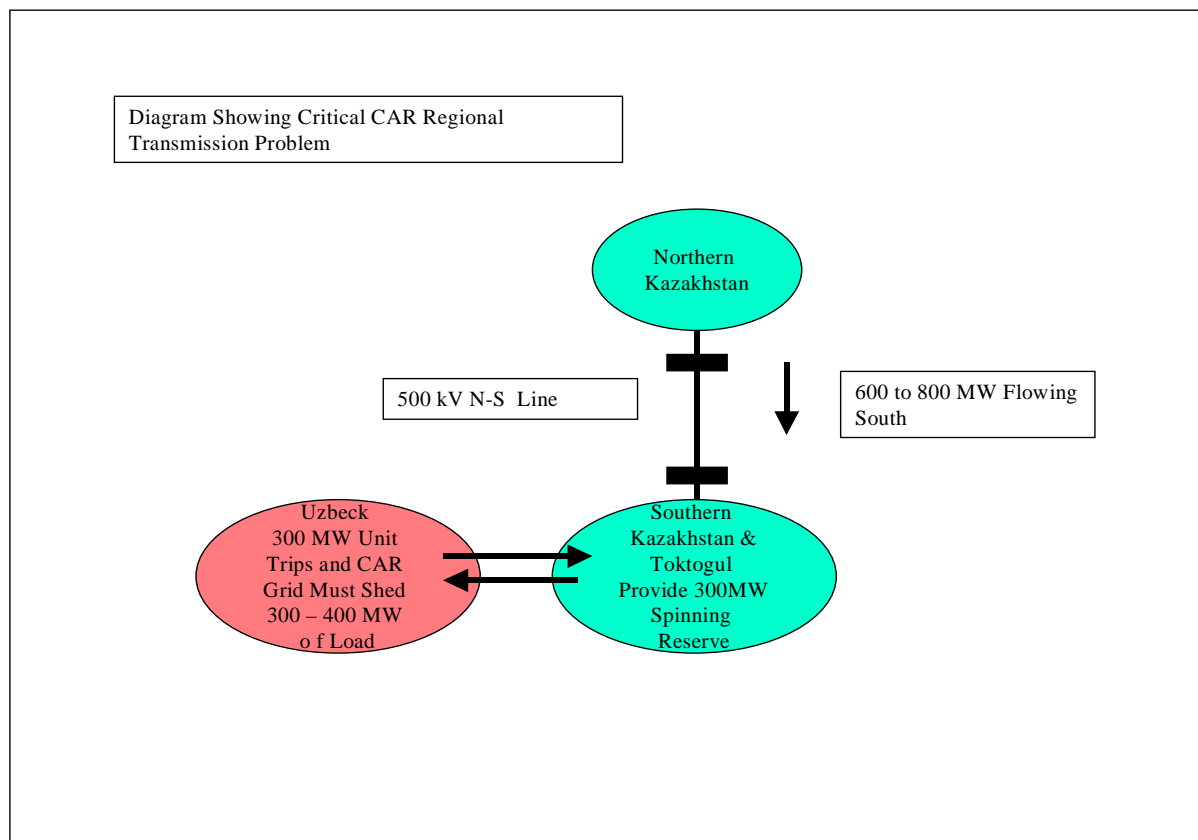 Diagram Showing Critical CAR Regional
Transmission Problem
Northern
Kazakhstan
500 kV N-S Line
600 to 800 MW Flowing
South
Uzbeck
300 MW Unit
Trips and CAR
Grid Must Shed
300 – 400 MW
o f Load
Southern
Kazakhstan &
Toktogul
Provide 300MW
Spinning
Reserve